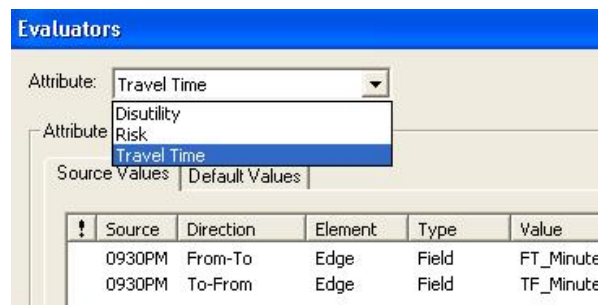 Evaluators
Attribute: Travel Time
Disutility
Attribute Risk
Travel Time
Source Values Default Values
! Source Direction Element Type Value
0930PM From-To Edge Field FT_Minute
0930PM To-From Edge Field TF_Minute